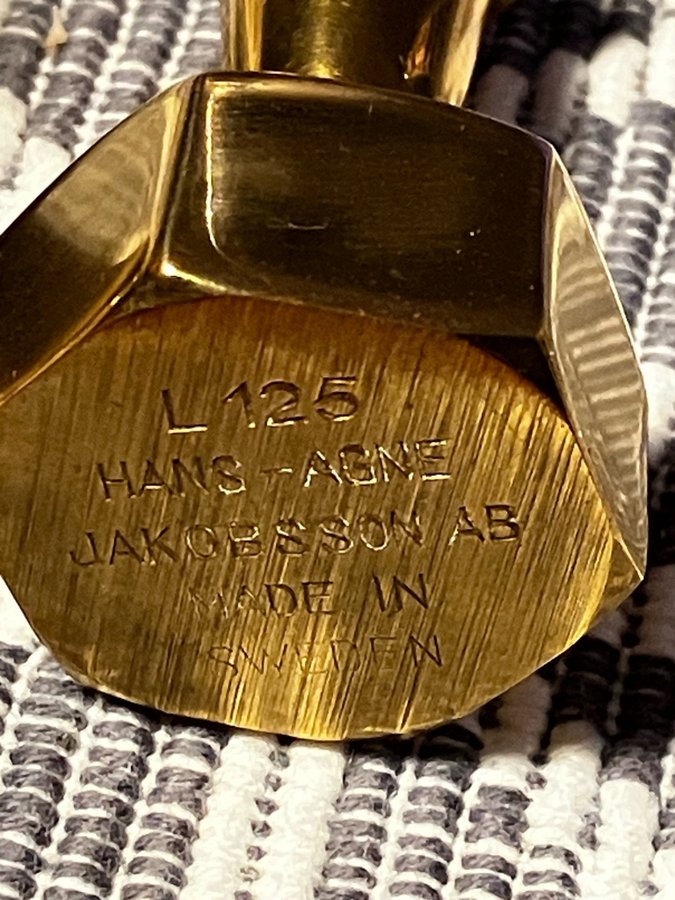 L 125
HANS-AGNE
JAKOBSSON AB
MADE IN
SWEDEN